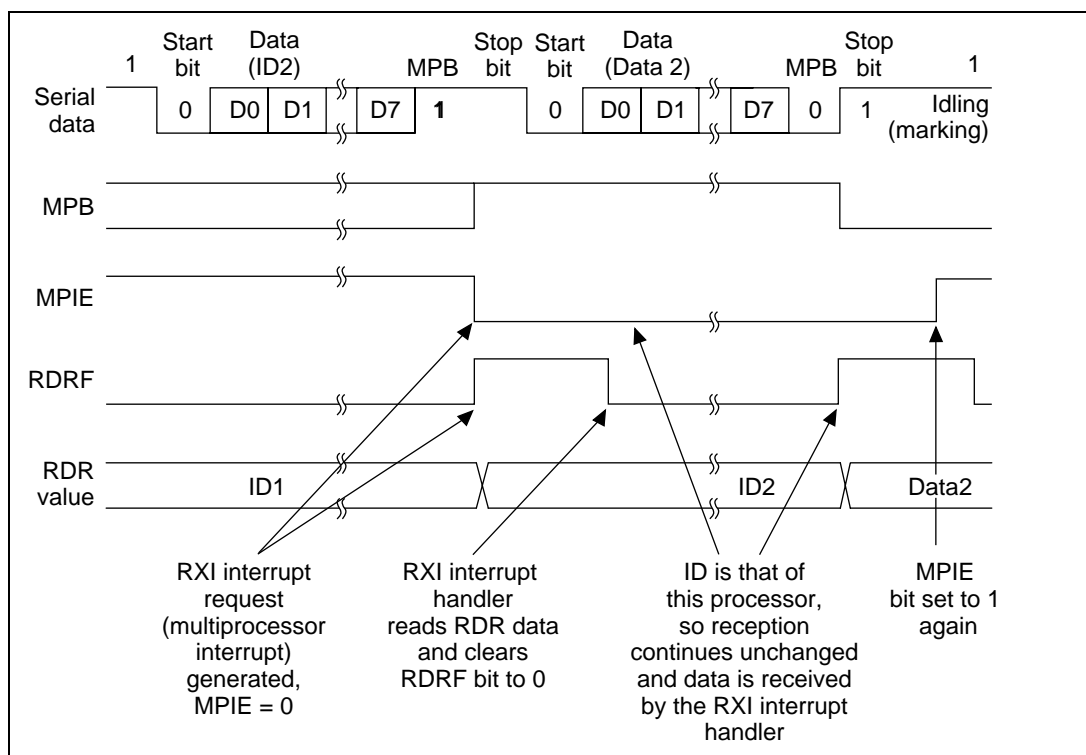 Start bit
Data (ID2)
Stop bit
Start bit
Data (Data 2)
Stop bit
1
MPB
MPB
1
Serial data
0
D0
D1
D7
1
0
D0
D1
D7
0
1
Idling (marking)
MPB
MPIE
RDRF
RDR value
ID1
ID2
Data2
RXI interrupt
request
(multiprocessor
interrupt)
generated,
MPIE = 0
RXI interrupt
handler
reads RDR data
and clears
RDRF bit to 0
ID is that of
this processor,
so reception
continues unchanged
and data is received
by the RXI interrupt
handler
MPIE
bit set to 1
again